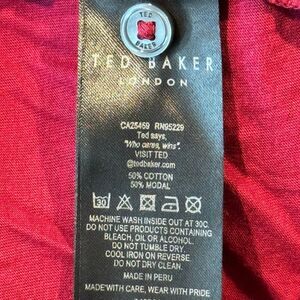 TED
BAKER
TED BAKER
LONDON
CA25469 RN95229
Ted says,
"Who cares, wins".
VISIT TED
@tedbaker.com
50% COTTON
50% MODAL
30
MACHINE WASH INSIDE OUT AT 30C.
DO NOT USE PRODUCTS CONTAINING
BLEACH, OIL OR ALCOHOL.
DO NOT TUMBLE DRY.
COOL IRON ON REVERSE
DO NOT DRY CLEAN.
MADE IN PERU
MADE WITH CARE, WEAR WITH PRIDE